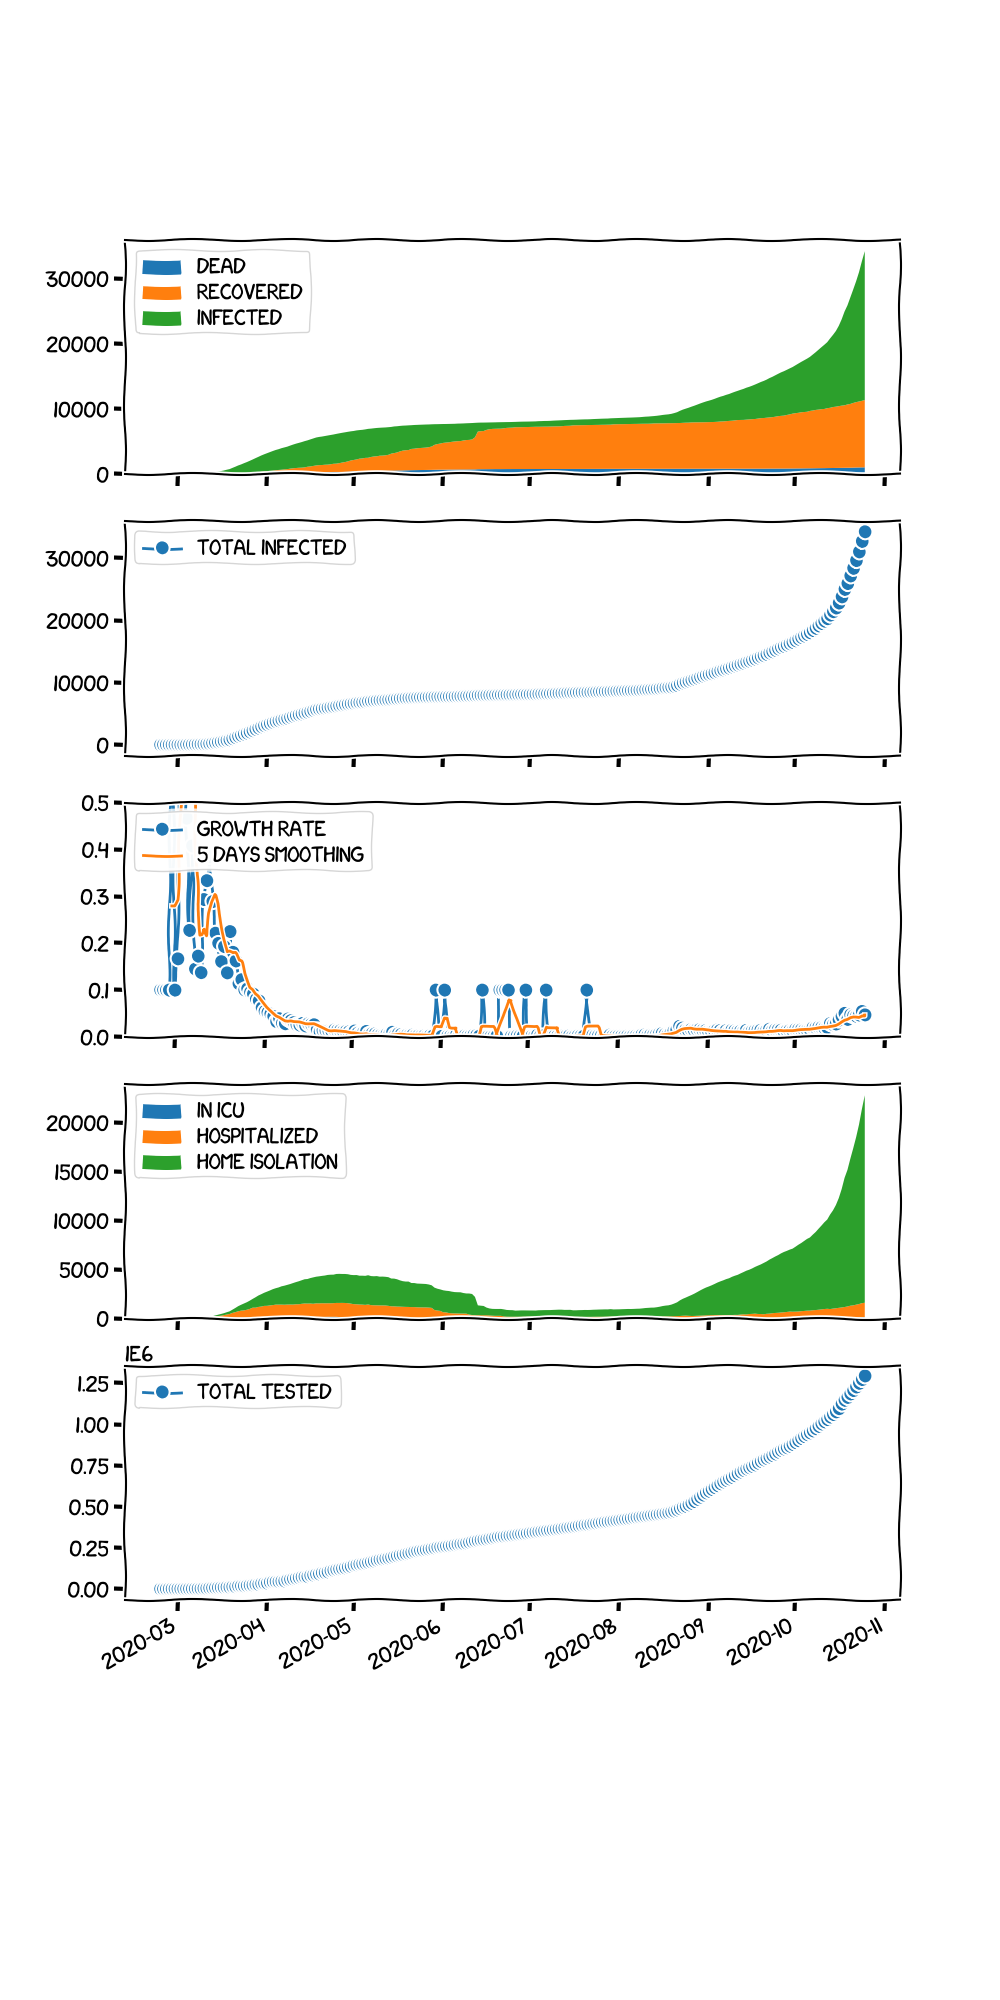 DEAD
RECOVERED
INFECTED
30000
20000
10000
0
TOTAL INFECTED
30000
20000
10000
0
0.5
GROWTH RATE
5 DAYS SMOOTHING
0.4
0.3
0.2
0.1
0.0
IN ICU
HOSPITALIZED
HOME ISOLATION
20000
15000
10000
5000
0
1E6
TOTAL TESTED
1.25
1.00
0.75
0.50
0.25
0.00
2020-03 2020-04 2020-05 2020-06 2020-07 2020-08 2020-09 2020-10 2020-11